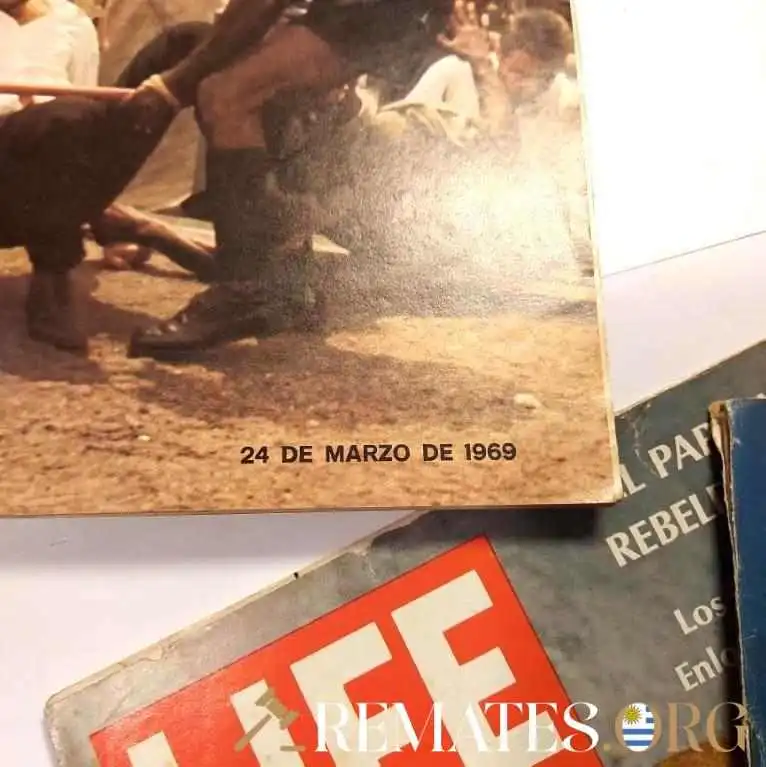 24 DE MARZO DE 1969
REBEL
Los
LIFE
REMATES.ORG